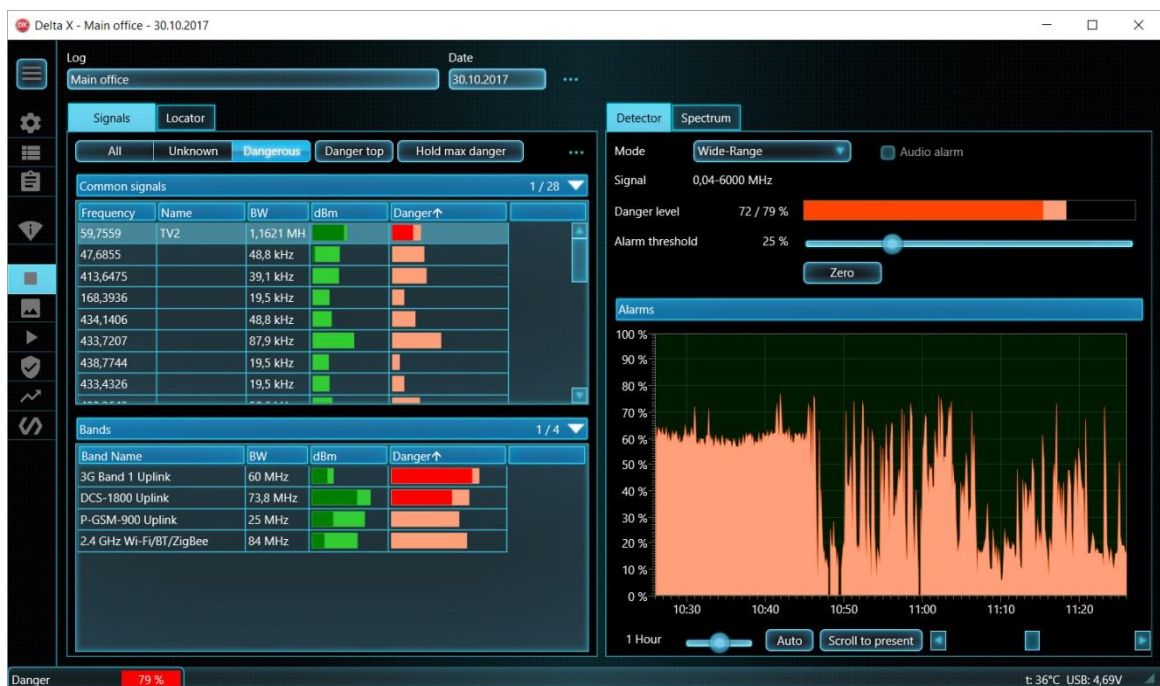 Delta X - Main office - 30.10.2017
Log
Date
Main office
30.10.2017
Signals
Locator
All
Unknown
Dangerous
Danger top
Hold max danger
Common signals
1 / 28
Frequency Name BW dBm Danger↑
59,7559 TV2 1,1621 MH
47,6855 48,8 kHz
413,6475 39,1 kHz
168,3936 19,5 kHz
434,1406 48,8 kHz
433,7207 87,9 kHz
438,7744 19,5 kHz
433,4326 19,5 kHz
Bands
1 / 4
Band Name BW dBm Danger↑
3G Band 1 Uplink 60 MHz
DCS-1800 Uplink 73,8 MHz
P-GSM-900 Uplink 25 MHz
2.4 GHz Wi-Fi/BT/ZigBee 84 MHz
Detector
Spectrum
Mode Wide-Range Audio alarm
Signal 0,04-6000 MHz
Danger level 72 / 79 %
Alarm threshold 25 %
Zero
Alarms
100 %
90 %
80 %
70 %
60 %
50 %
40 %
30 %
20 %
10 %
0 %
10:30 10:40 10:50 11:00 11:10 11:20
1 Hour Auto Scroll to present
Danger 79 %
t: 36°C USB: 4,69V